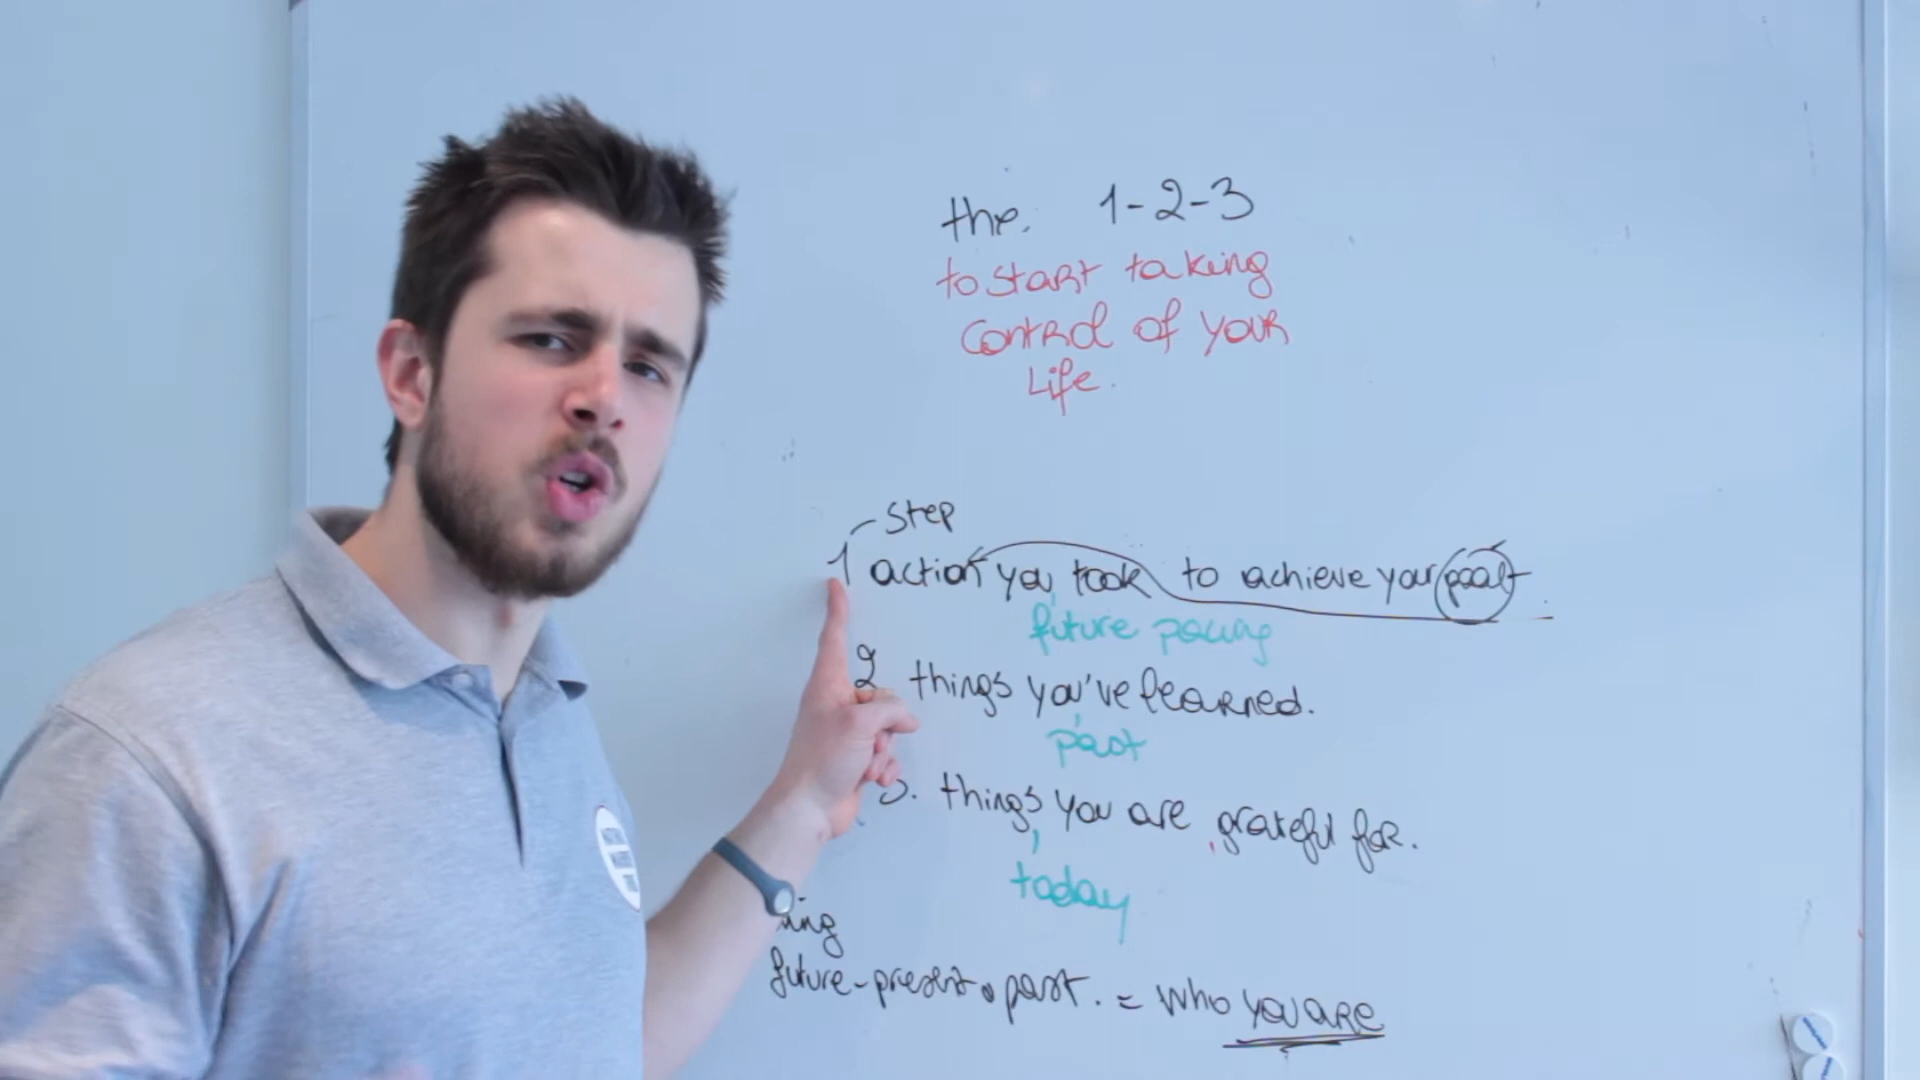 the. 1-2-3
to start taking
control of your
Life.
Step
1 action you took to achieve your goal
future pacing
2 things you've learned.
past
3. things you are grateful for.
today
future-present.past. = who you are